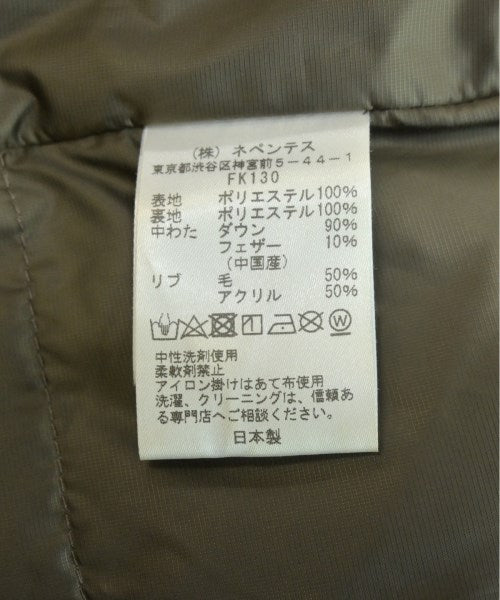 (株) ネペンテス
東京都渋谷区神宮前5-44-1
FK130
表地 ポリエステル100%
裏地 ポリエステル100%
中わた ダウン 90%
フェザー 10%
(中国産)
リブ 毛 50%
アクリル 50%
中性洗剤使用
柔軟剤禁止
アイロン掛けはあて布使用
洗濯、クリーニングは、信頼あ
る専門店へご相談ください。
日本製